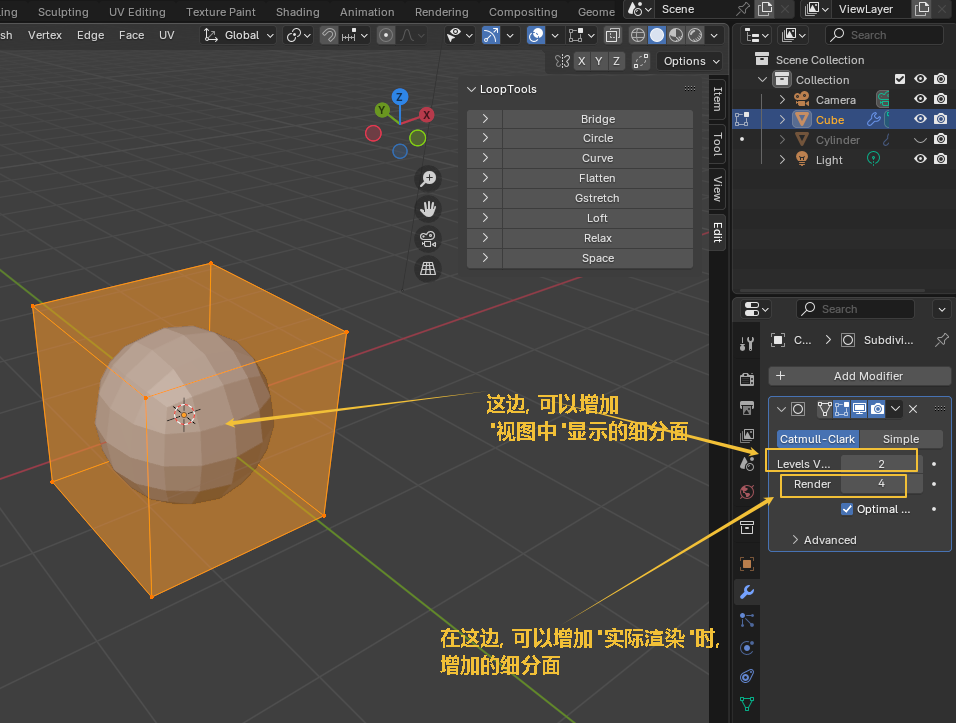 ing Sculpting UV Editing Texture Paint Shading Animation Rendering Compositing Geome Scene ViewLayer
sh Vertex Edge Face UV Global Search
X Y Z Options
Scene Collection
Collection
Camera
Cube
Cylinder
Light
LoopTools
Bridge
Circle
Curve
Flatten
Gstretch
Loft
Relax
Space
Item
Tool
View
Edit
Z
Y
X
Search
C... Subdivi...
Add Modifier
Catmull-Clark Simple
Levels V... 2
Render 4
Optimal ...
Advanced
这边, 可以增加
"视图中"显示的细分面
在这边, 可以增加"实际渲染"时,
增加的细分面